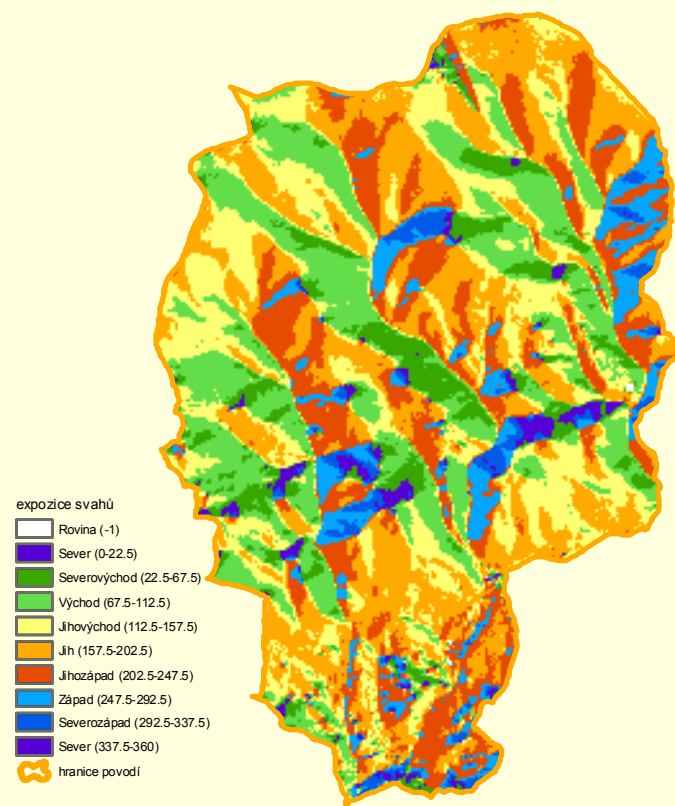 expozice svahů
Rovina (-1)
Sever (0-22.5)
Severovýchod (22.5-67.5)
Východ (67.5-112.5)
Jihovýchod (112.5-157.5)
Jih (157.5-202.5)
Jihozápad (202.5-247.5)
Západ (247.5-292.5)
Severozápad (292.5-337.5)
Sever (337.5-360)
hranice povodí